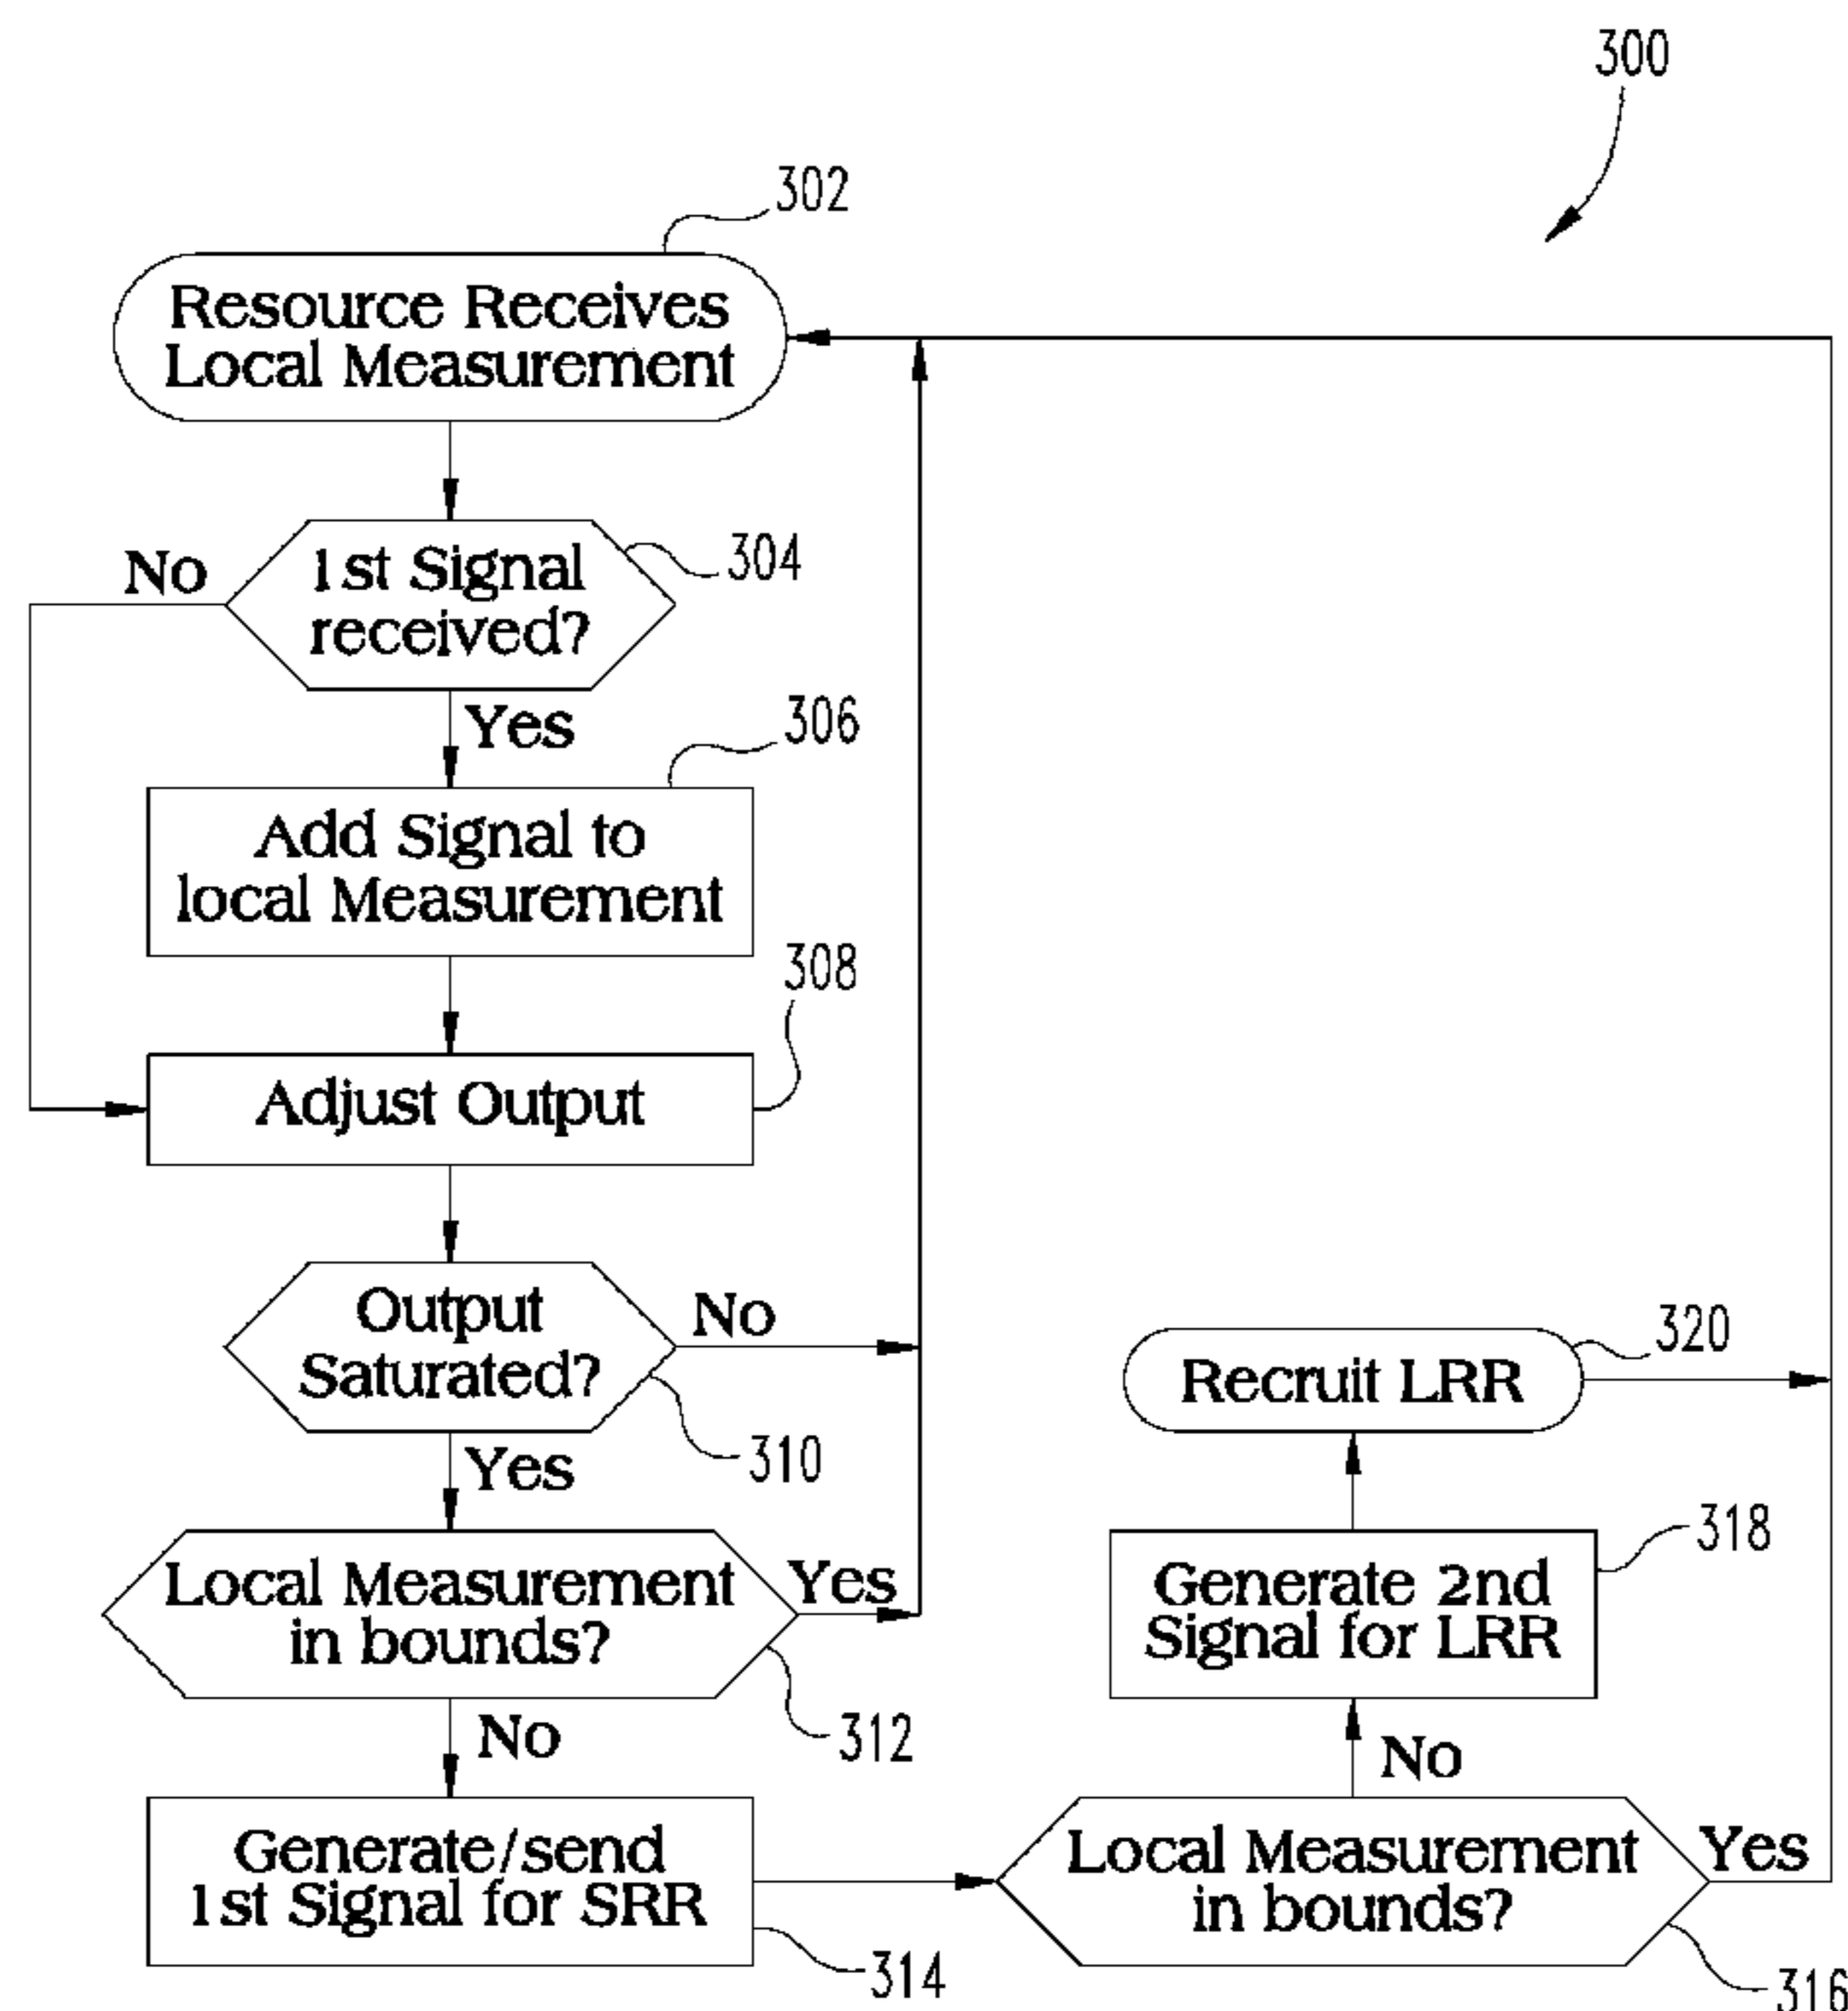 300
302
Resource Receives
Local Measurement
No
1st Signal
received?
304
Yes
306
Add Signal to
local Measurement
308
Adjust Output
Output
Saturated?
No
310
Yes
Local Measurement
in bounds?
Yes
312
No
Generate/send
1st Signal for SRR
314
Local Measurement
in bounds?
Yes
316
No
Generate 2nd
Signal for LRR
318
Recruit LRR
320